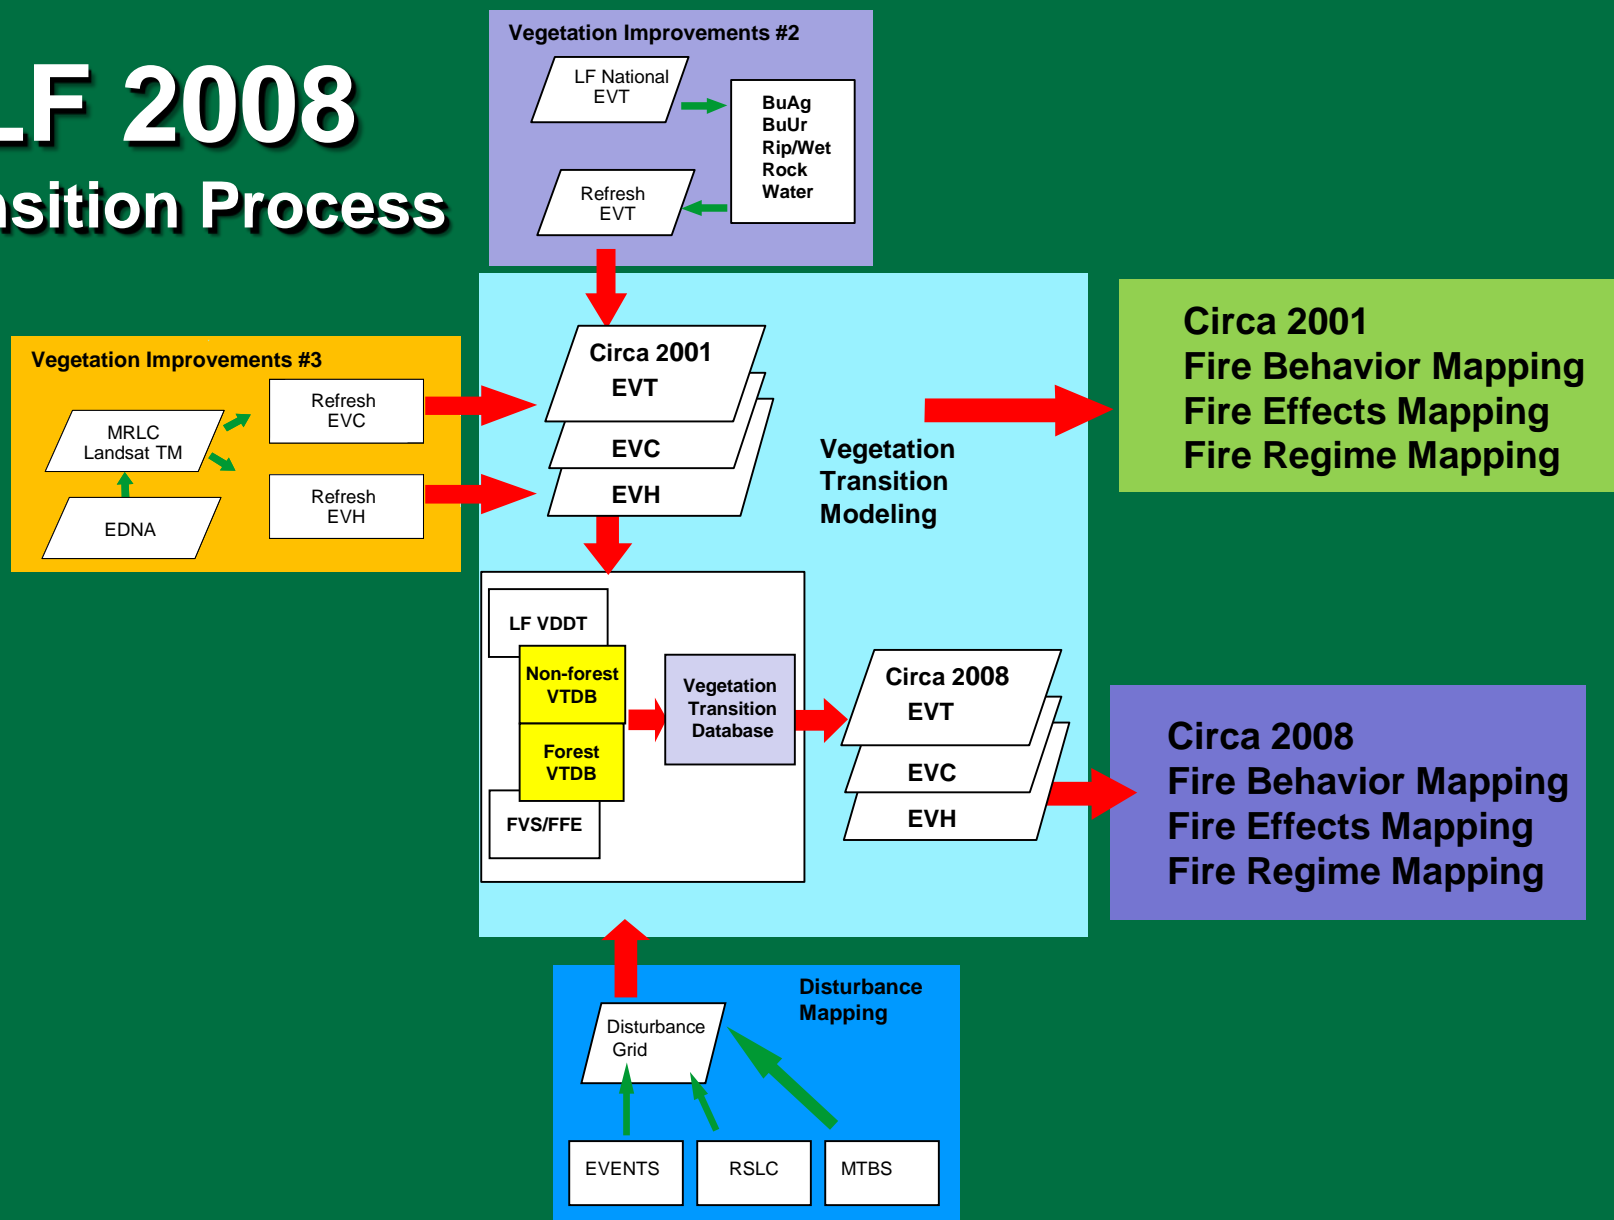 LF 2008
nsition Process
Vegetation Improvements #2
LF National
EVT
BuAg
BuUr
Rip/Wet
Rock
Water
Refresh
EVT
Vegetation Improvements #3
MRLC
Landsat TM
EDNA
Refresh
EVC
Refresh
EVH
Circa 2001
EVT
EVC
EVH
Vegetation
Transition
Modeling
Circa 2001
Fire Behavior Mapping
Fire Effects Mapping
Fire Regime Mapping
LF VDDT
Non-forest
VTDB
Forest
VTDB
FVS/FFE
Vegetation
Transition
Database
Circa 2008
EVT
EVC
EVH
Circa 2008
Fire Behavior Mapping
Fire Effects Mapping
Fire Regime Mapping
Disturbance
Mapping
Disturbance
Grid
EVENTS
RSLC
MTBS